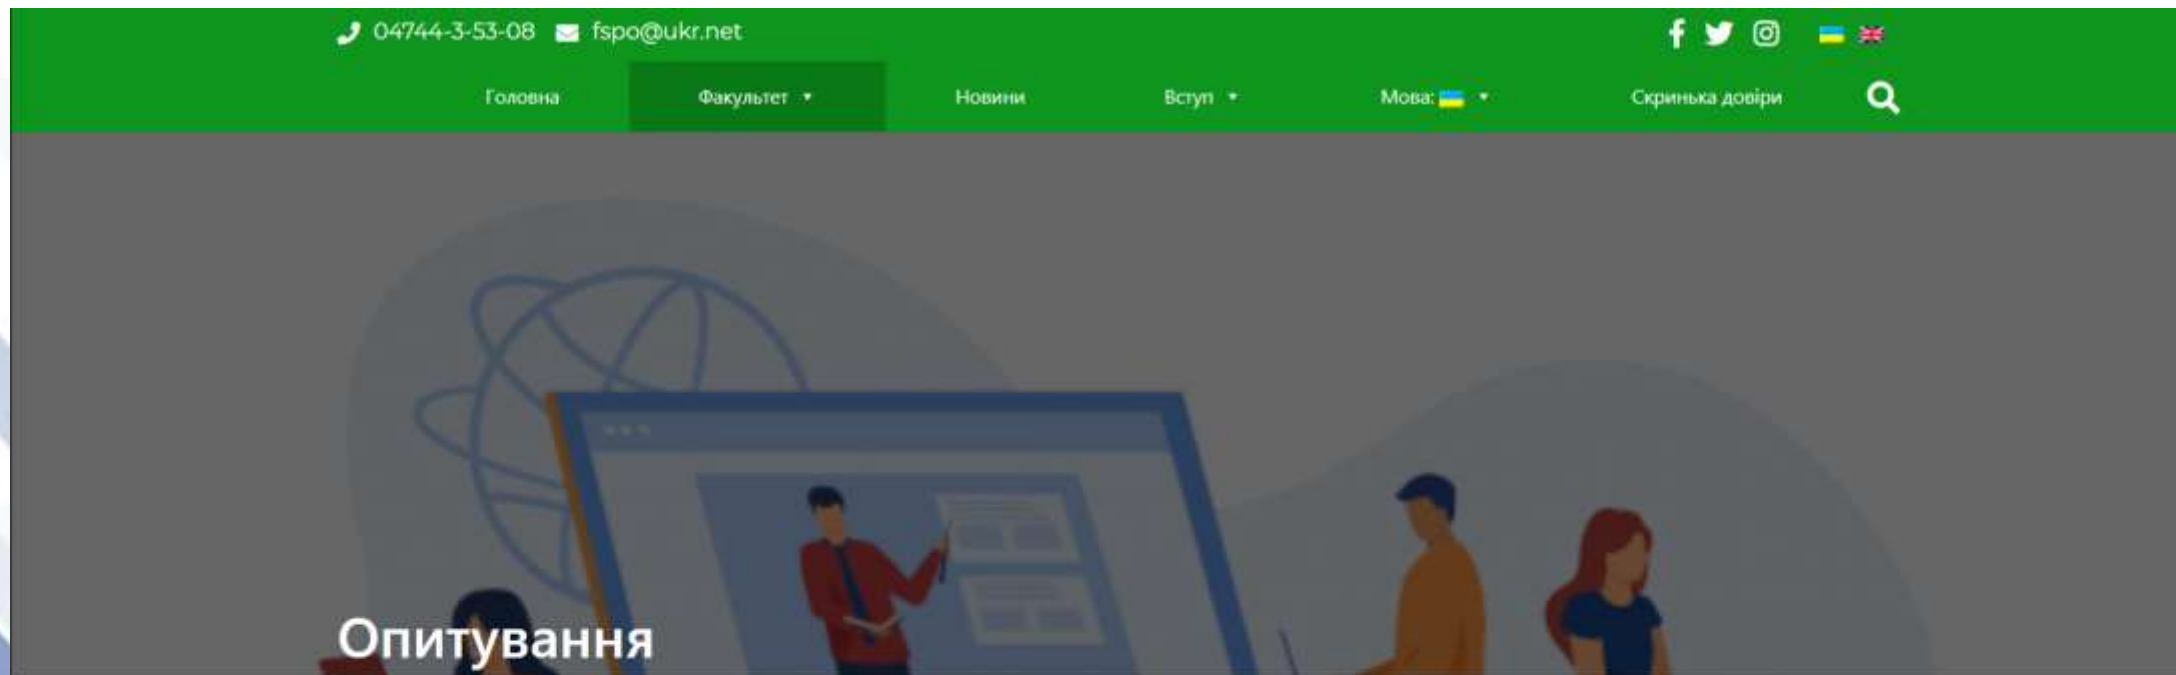 04744-3-53-08 fspo@ukr.net
Головна Факультет Новини Вступ Мова: Скринька довіри
Опитування